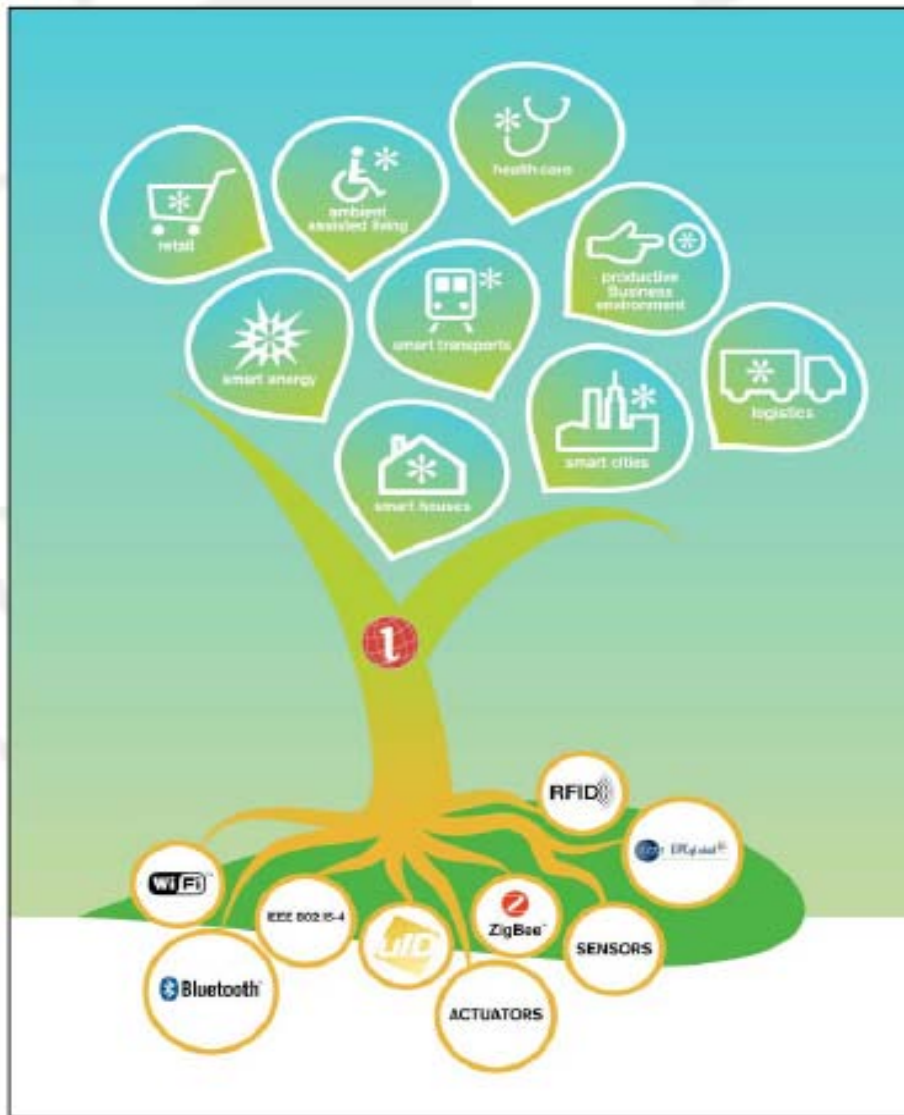 health care
retail
ambient
assisted living
productive
Business
environment
smart transports
smart energy
logistics
smart cities
smart houses
RFID
EPCglobal
WiFi
IEEE 802.15-4
ZigBee
SENSORS
uID
Bluetooth
ACTUATORS